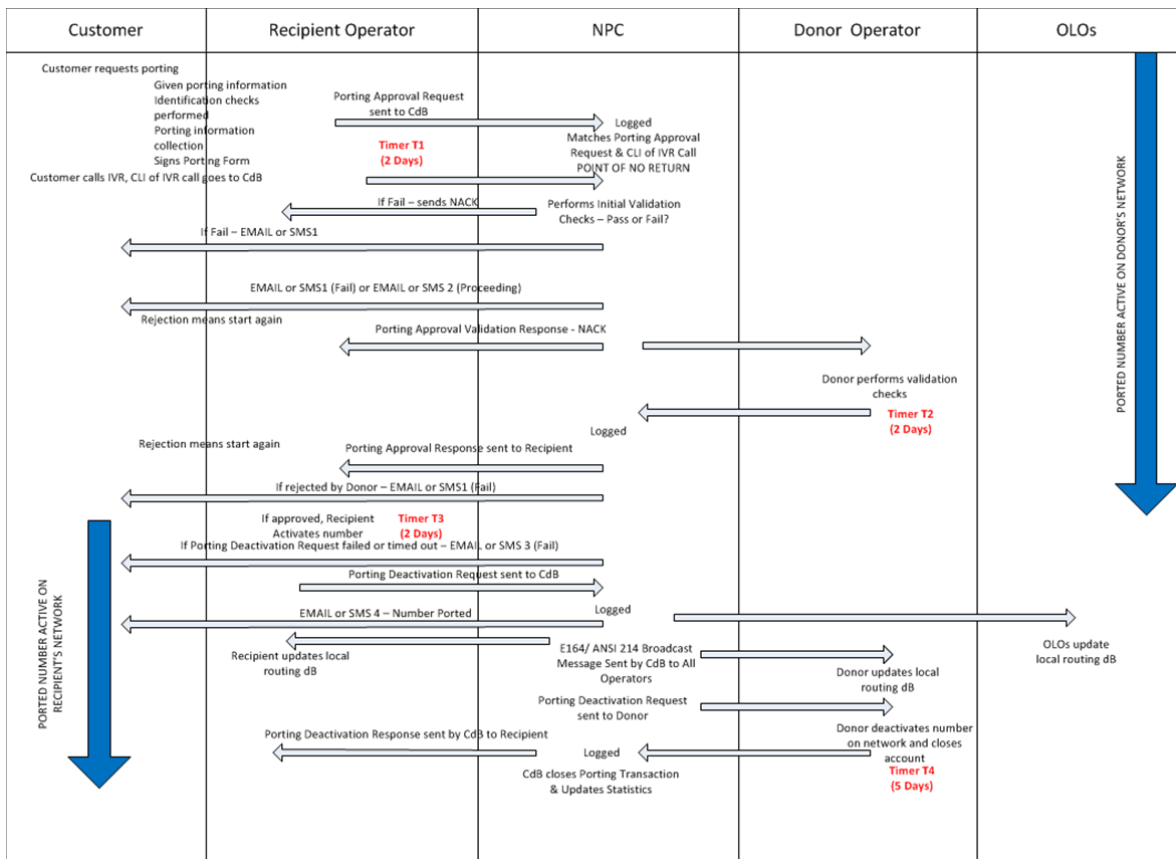 Customer
Recipient Operator
NPC
Donor Operator
OLOs
Customer requests porting
Given porting information
Identification checks
performed
Porting information
collection
Signs Porting Form
Porting Approval Request
sent to CdB
Logged
Matches Porting Approval
Request & CLI of IVR Call
POINT OF NO RETURN
Timer T1
(2 Days)
Customer calls IVR, CLI of IVR call goes to CdB
If Fail – sends NACK
Performs Initial Validation
Checks – Pass or Fail?
If Fail – EMAIL or SMS1
EMAIL or SMS1 (Fail) or EMAIL or SMS 2 (Proceeding)
Rejection means start again
Porting Approval Validation Response - NACK
Donor performs validation
checks
Timer T2
(2 Days)
Logged
Rejection means start again
Porting Approval Response sent to Recipient
If rejected by Donor – EMAIL or SMS1 (Fail)
If approved, Recipient
Activates number
Timer T3
(2 Days)
If Porting Deactivation Request failed or timed out – EMAIL or SMS 3 (Fail)
Porting Deactivation Request sent to CdB
EMAIL or SMS 4 – Number Ported
Logged
Recipient updates local
routing dB
E164/ ANSI 214 Broadcast
Message Sent by CdB to All
Operators
OLOs update
local routing dB
Donor updates local
routing dB
Porting Deactivation Request
sent to Donor
Porting Deactivation Response sent by CdB to Recipient
Logged
Donor deactivates number
on network and closes
account
Timer T4
(5 Days)
CdB closes Porting Transaction
& Updates Statistics
PORTED NUMBER ACTIVE ON DONOR'S NETWORK
PORTED NUMBER ACTIVE ON
RECIPIENT'S NETWORK